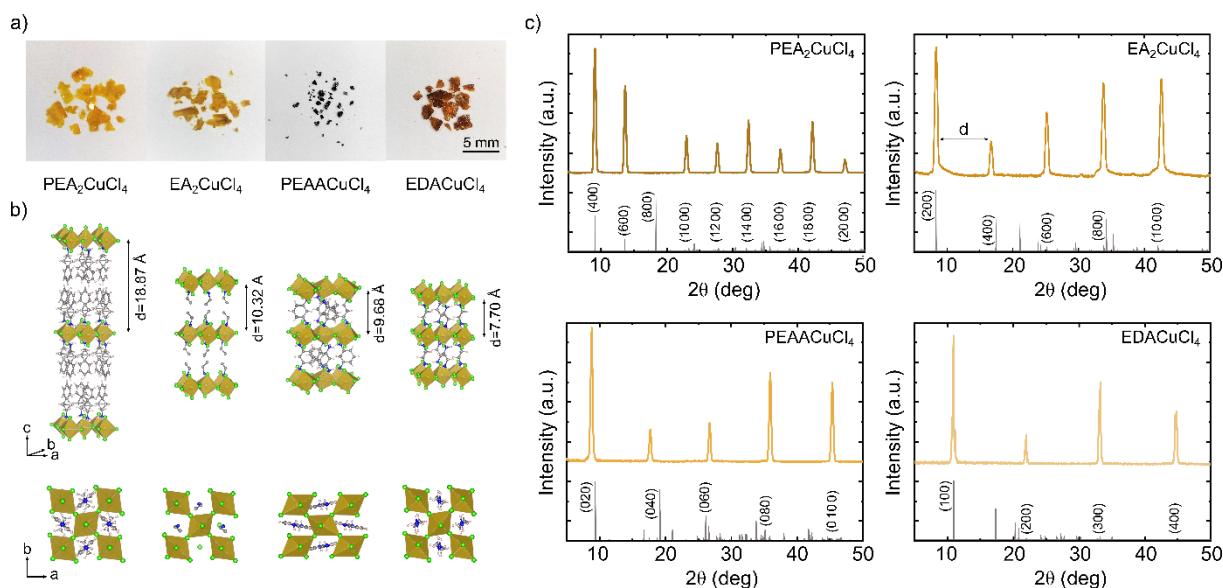 a)
5 mm
PEA₂CuCl₄
EA₂CuCl₄
PEAACuCl₄
EDACuCl₄
b)
d=18.87 Å
d=10.32 Å
d=9.68 Å
d=7.70 Å
c
b
a
b
a
c)
Intensity (a.u.)
PEA₂CuCl₄
(400)
(600)
(800)
(1000)
(1200)
(1400)
(1600)
(1800)
(2000)
10 20 30 40 50
2θ (deg)
Intensity (a.u.)
EA₂CuCl₄
d
(200)
(400)
(600)
(800)
(1000)
10 20 30 40 50
2θ (deg)
Intensity (a.u.)
PEAACuCl₄
(020)
(040)
(060)
(080)
(010 0)
10 20 30 40 50
2θ (deg)
Intensity (a.u.)
EDACuCl₄
(100)
(200)
(300)
(400)
10 20 30 40 50
2θ (deg)